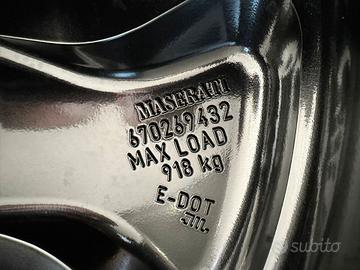 MASERATI
670269432
MAX LOAD
918 kg
E-DOT
subito